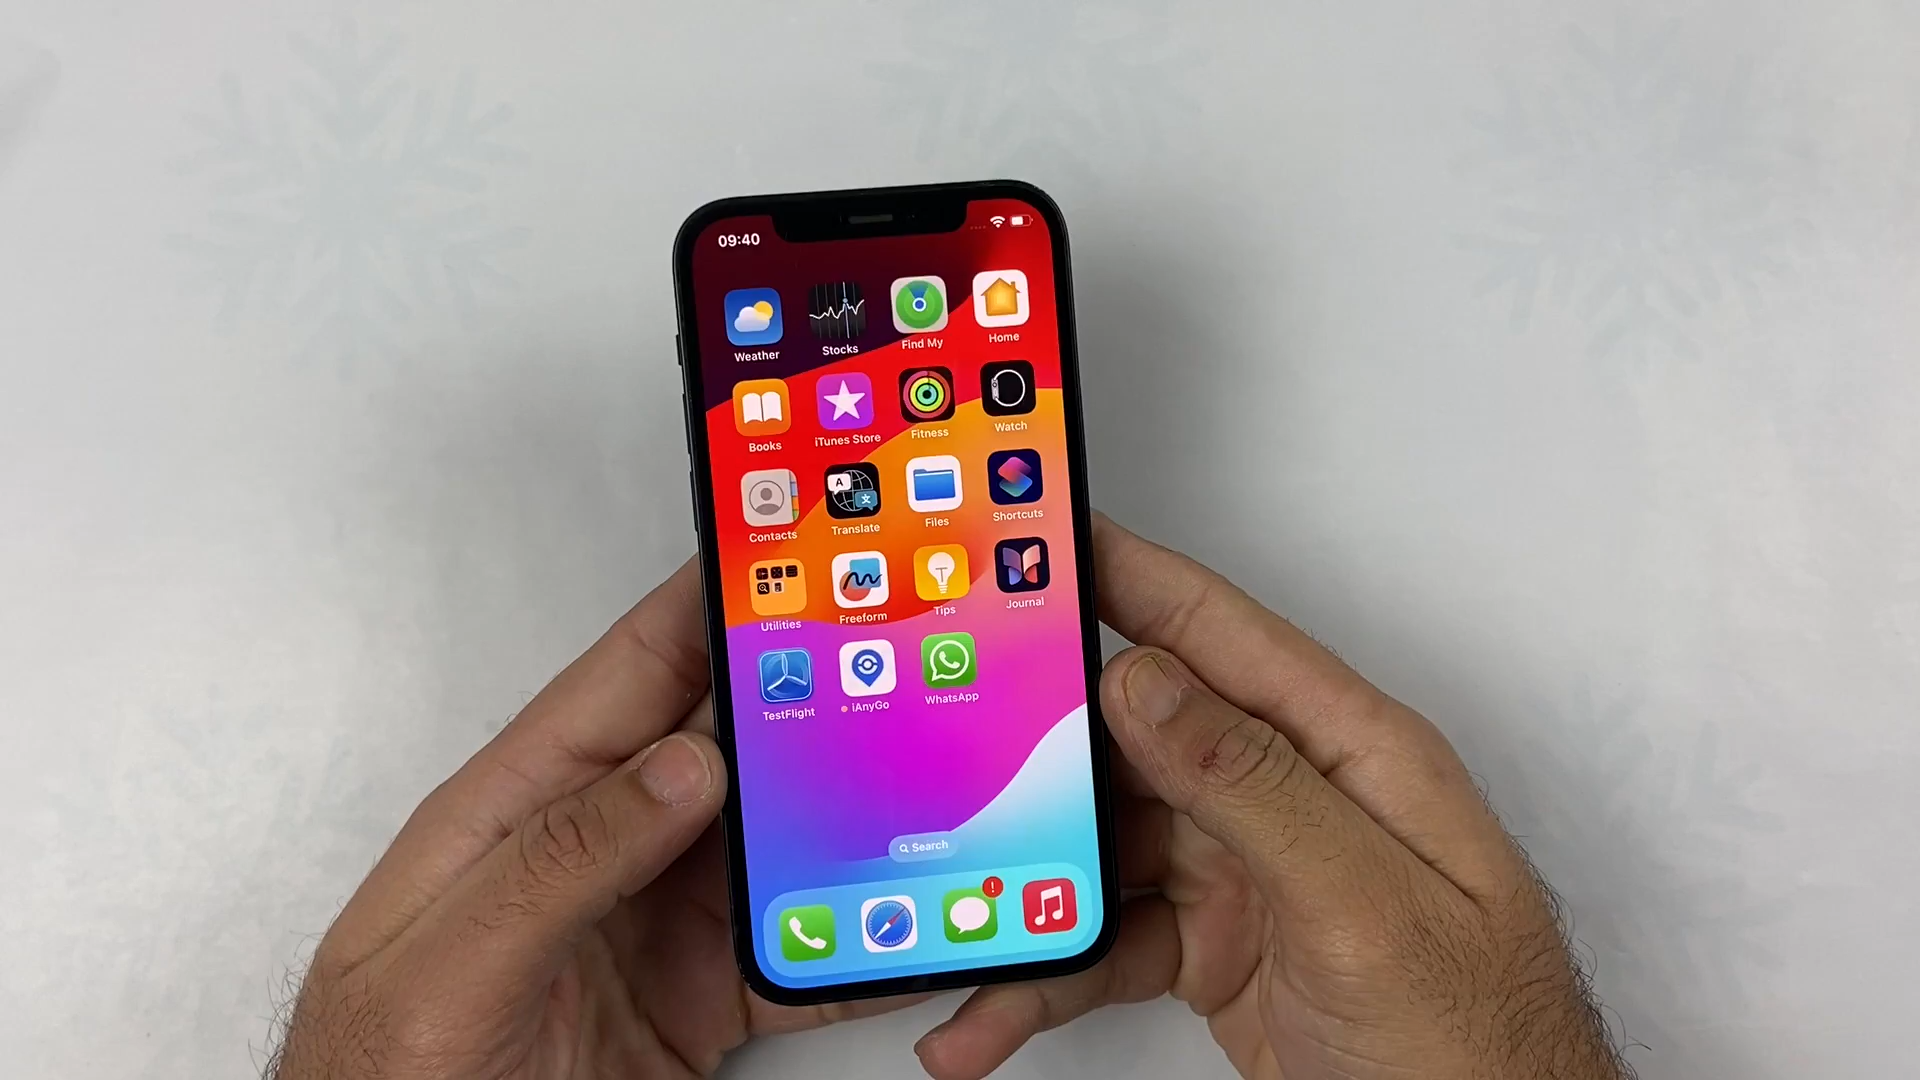 09:40
Weather Stocks Find My Home
Books iTunes Store Fitness Watch
Contacts Translate Files Shortcuts
A 文
Utilities Freeform Tips Journal
TestFlight iAnyGo WhatsApp
Search
!